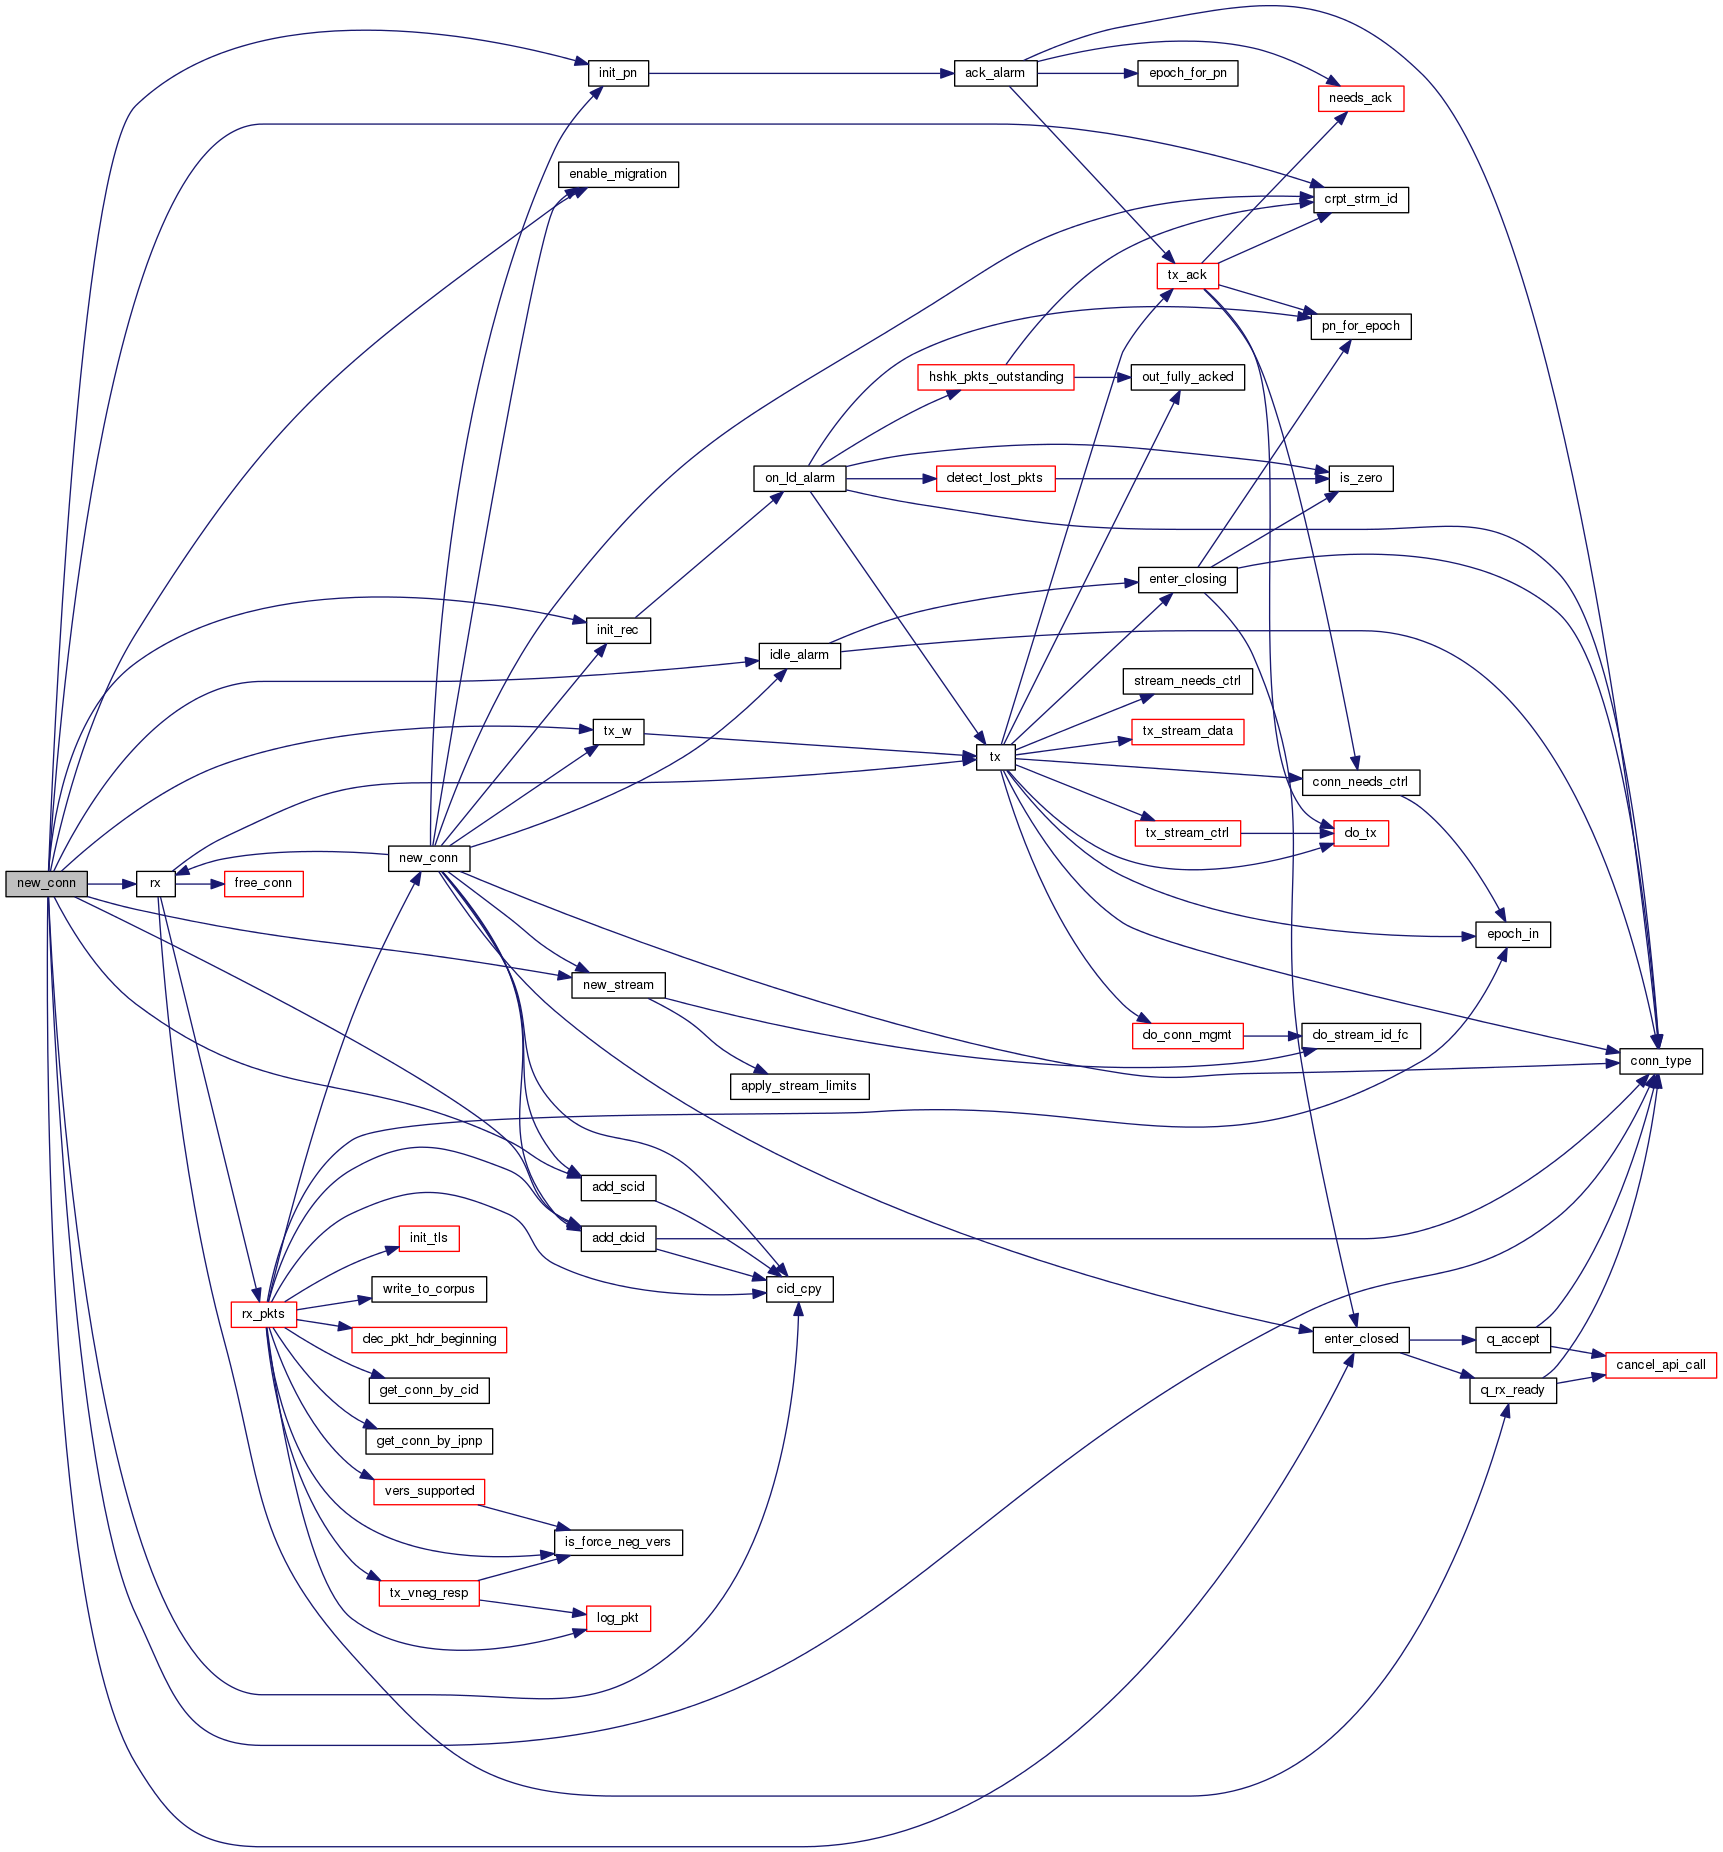 init_pn
ack_alarm
epoch_for_pn
needs_ack
enable_migration
crpt_strm_id
tx_ack
pn_for_epoch
hshk_pkts_outstanding
out_fully_acked
on_ld_alarm
detect_lost_pkts
is_zero
enter_closing
init_rec
idle_alarm
stream_needs_ctrl
tx_w
tx_stream_data
tx
conn_needs_ctrl
tx_stream_ctrl
do_tx
new_conn
new_conn
rx
free_conn
epoch_in
new_stream
do_conn_mgmt
do_stream_id_fc
conn_type
apply_stream_limits
add_scid
init_tls
add_dcid
write_to_corpus
cid_cpy
rx_pkts
dec_pkt_hdr_beginning
enter_closed
q_accept
cancel_api_call
get_conn_by_cid
q_rx_ready
get_conn_by_ipnp
vers_supported
is_force_neg_vers
tx_vneg_resp
log_pkt